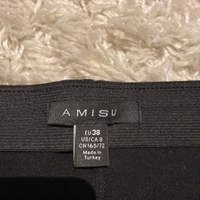 AMISU
EU 38
US/CA 8
CN 165/72
Made in
Turkey